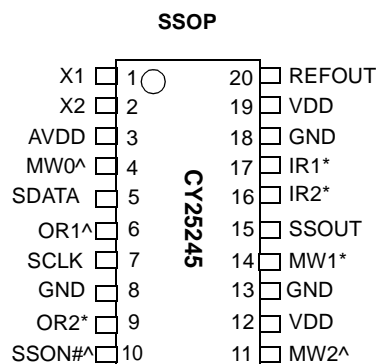 SSOP
X1 1 20 REFOUT
X2 2 19 VDD
AVDD 3 18 GND
MW0^ 4 17 IR1*
SDATA 5 16 IR2*
OR1^ 6 15 SSOUT
SCLK 7 14 MW1*
GND 8 13 GND
OR2* 9 12 VDD
SSON#^ 10 11 MW2^
CY25245